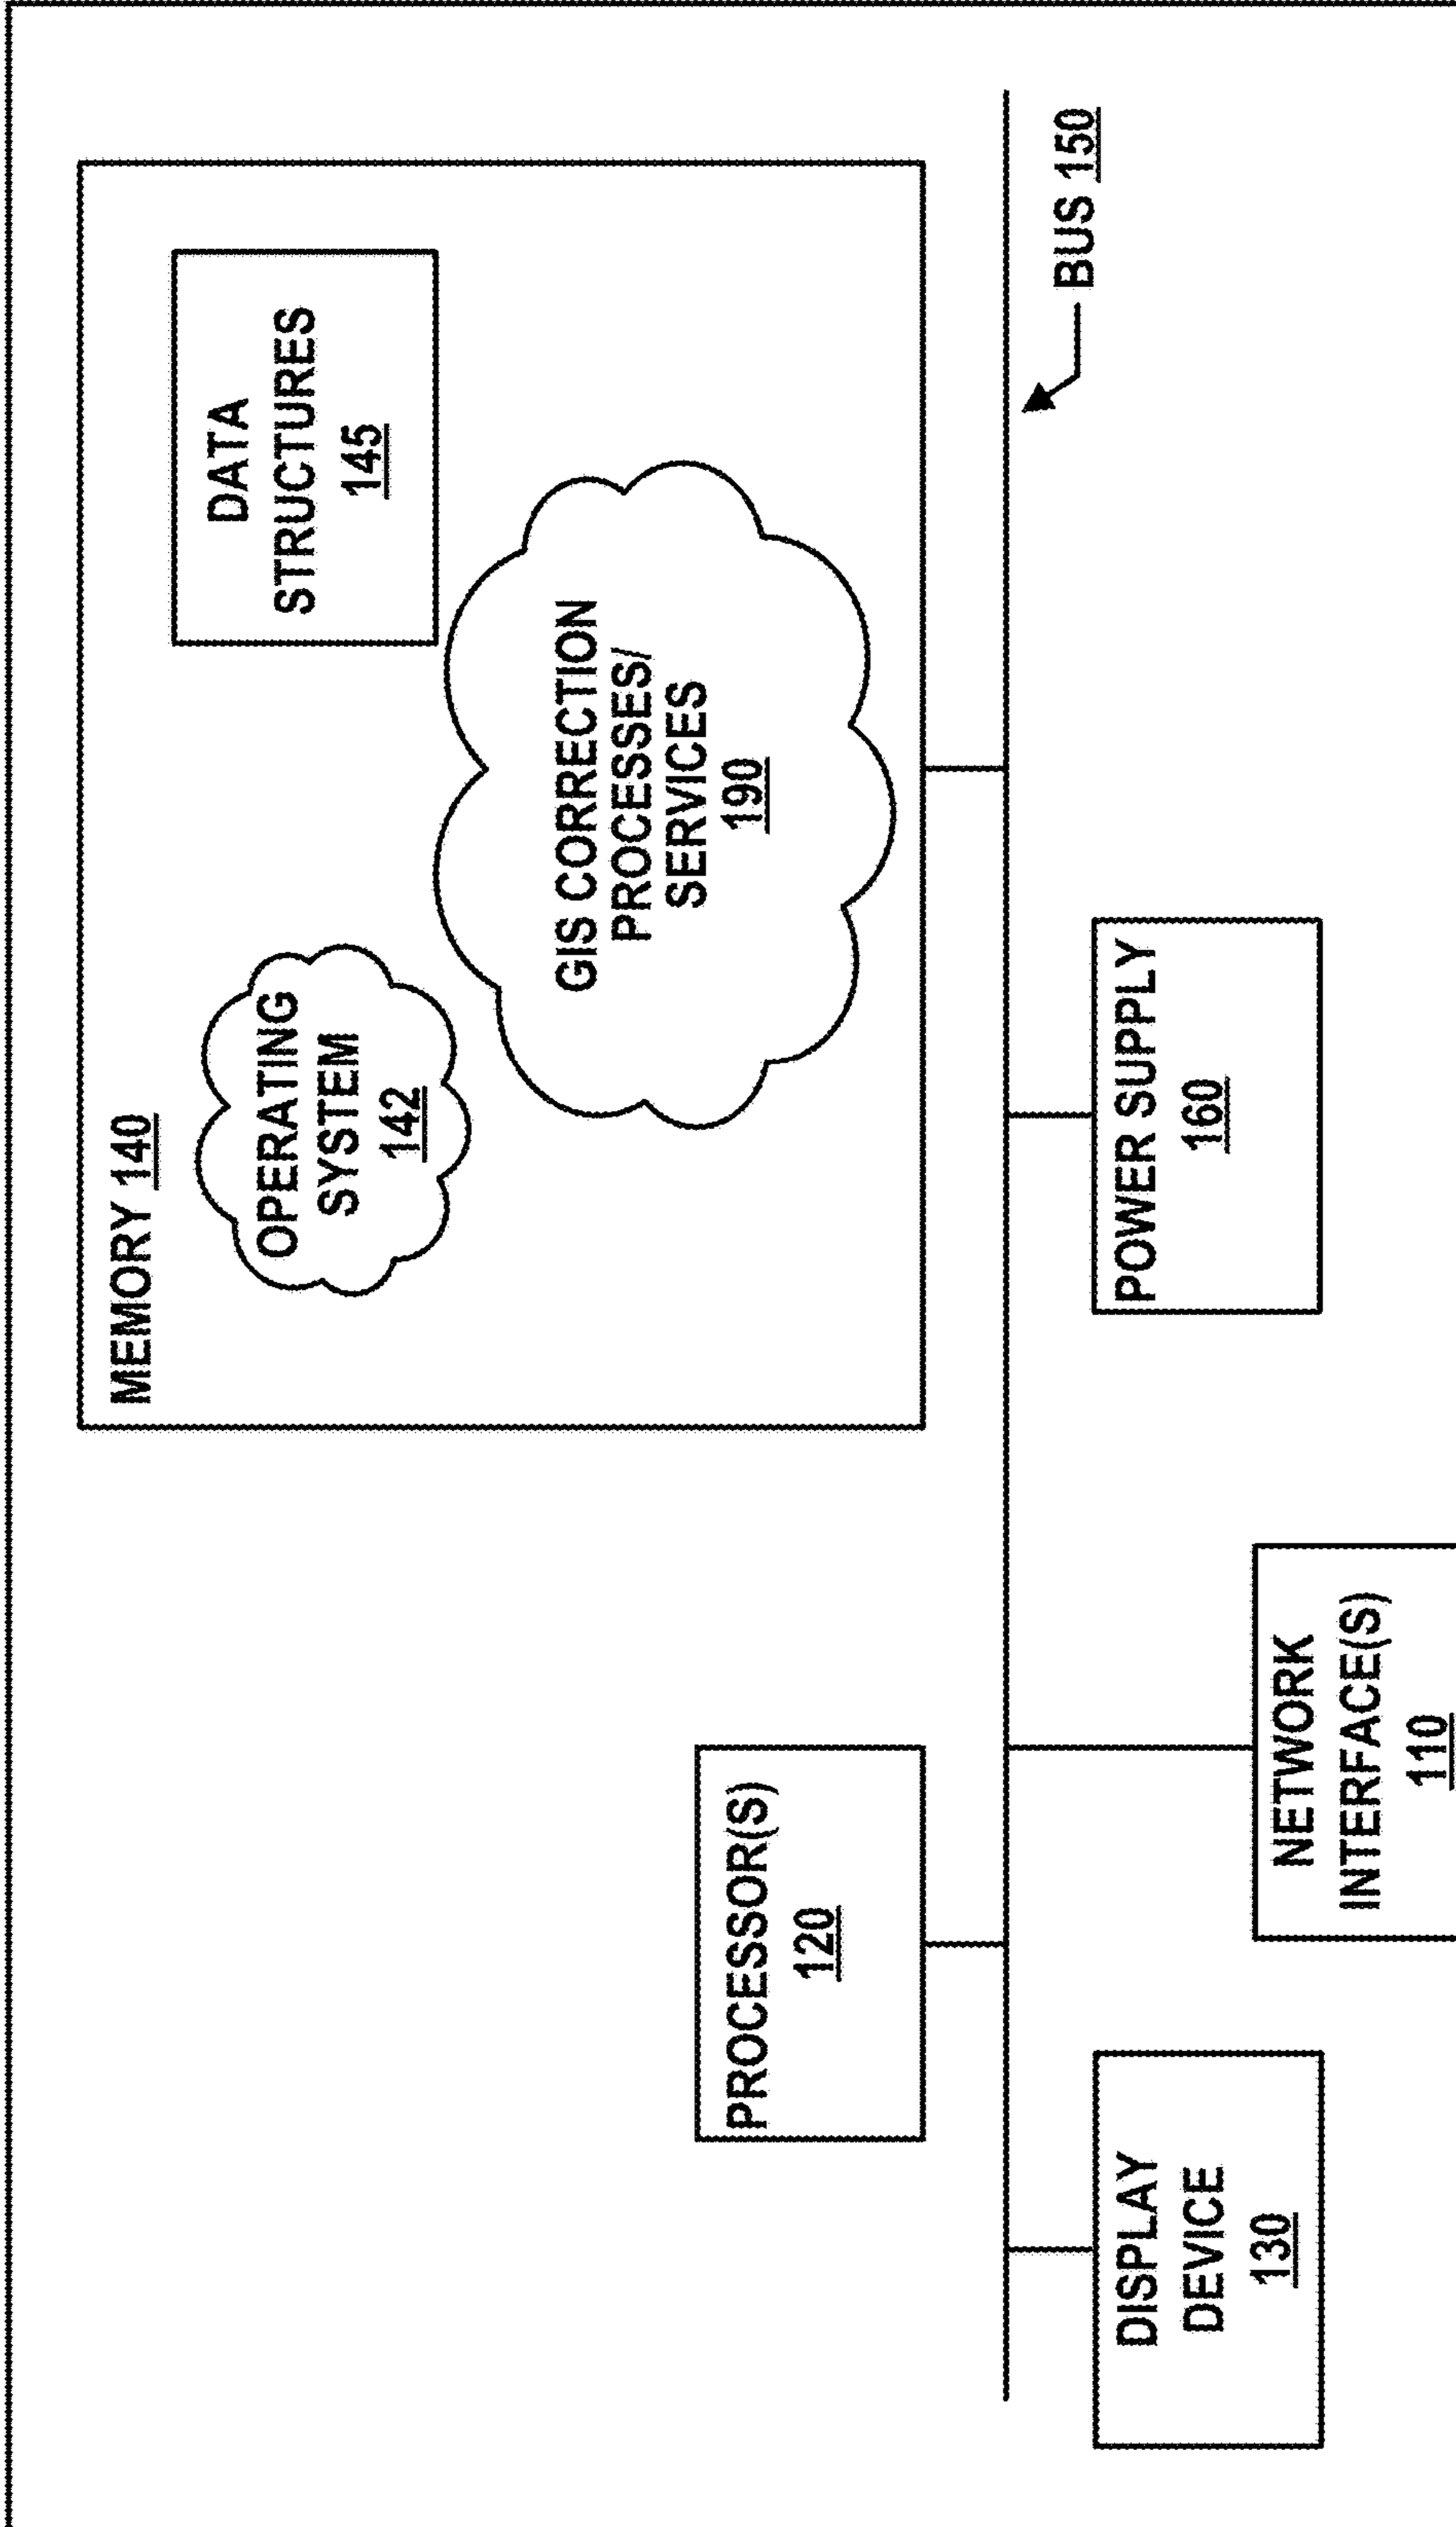 MEMORY 140
OPERATING
SYSTEM
142
DATA
STRUCTURES
145
GIS CORRECTION
PROCESSES/
SERVICES
190
PROCESSOR(S)
120
BUS 150
DISPLAY
DEVICE
130
NETWORK
INTERFACE(S)
110
POWER SUPPLY
160